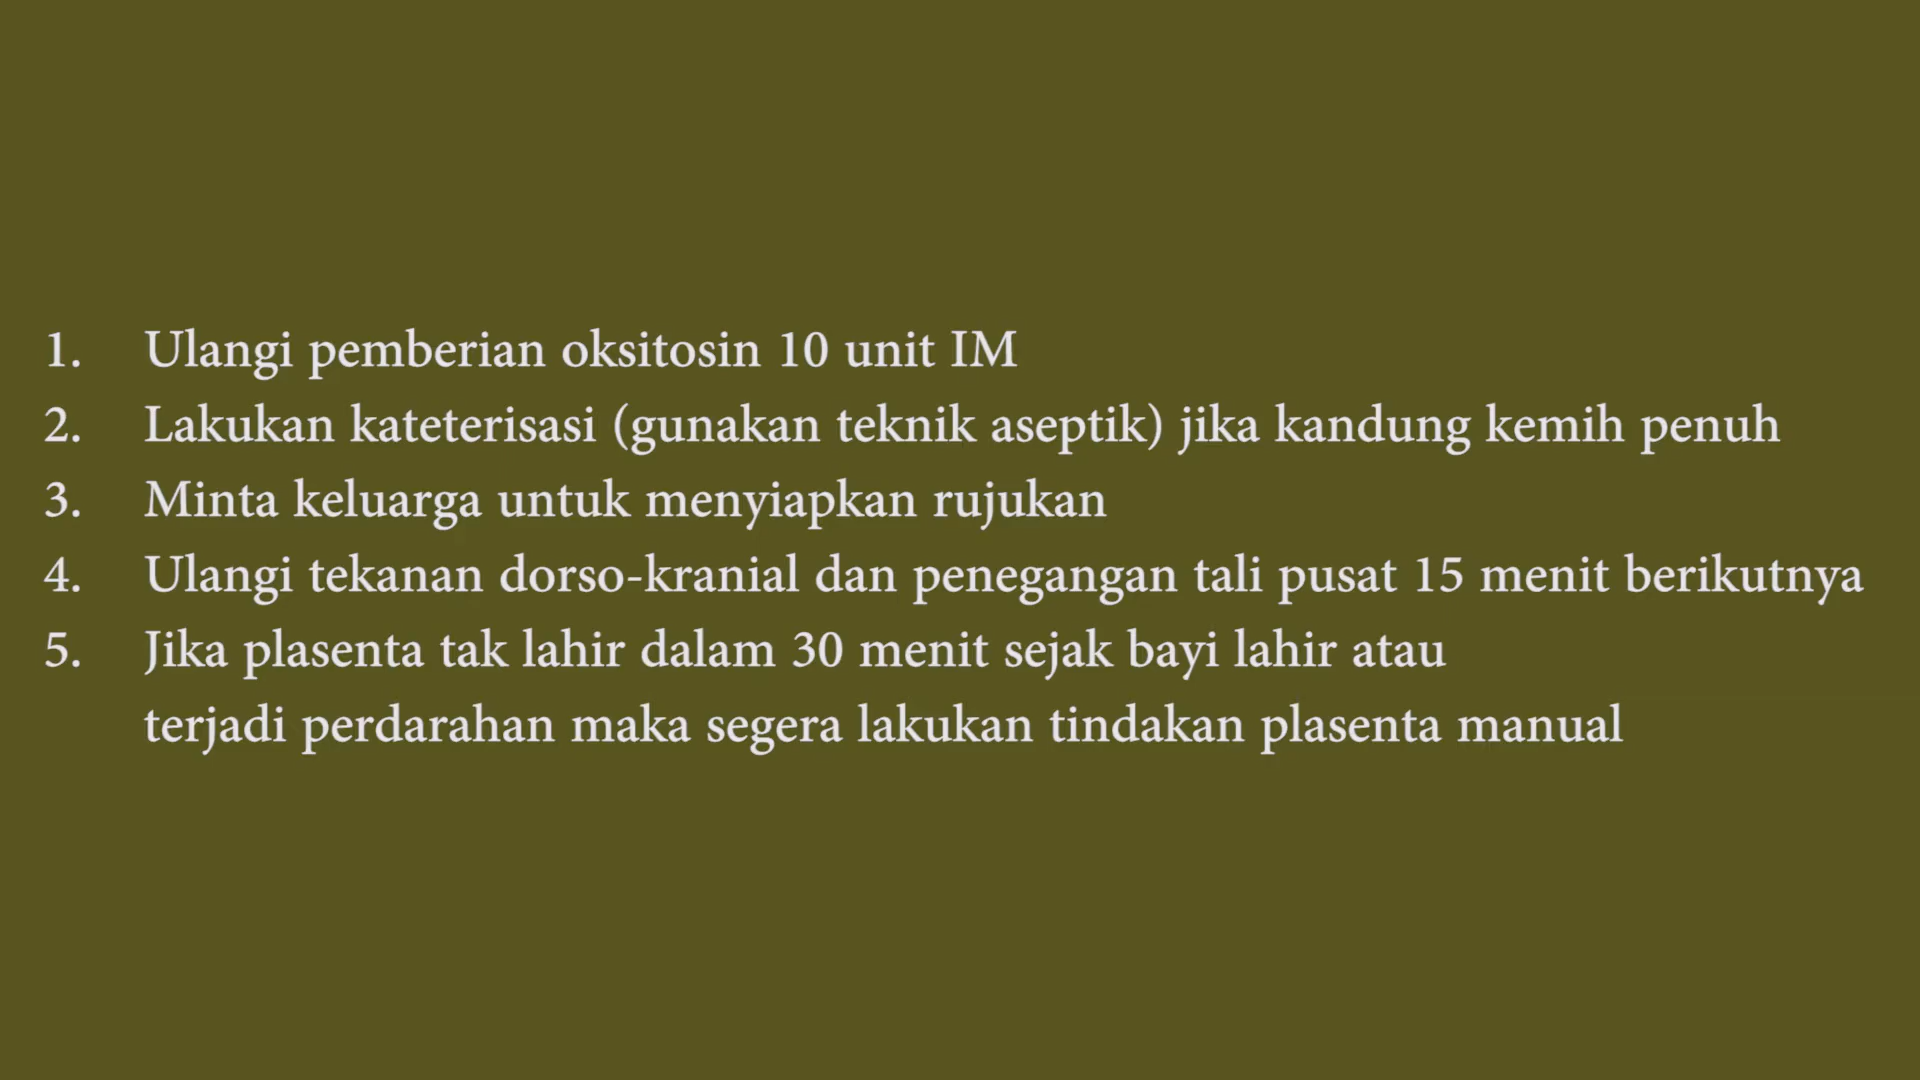 1. Ulangi pemberian oksitosin 10 unit IM
2. Lakukan kateterisasi (gunakan teknik aseptik) jika kandung kemih penuh
3. Minta keluarga untuk menyiapkan rujukan
4. Ulangi tekanan dorso-kranial dan penegangan tali pusat 15 menit berikutnya
5. Jika plasenta tak lahir dalam 30 menit sejak bayi lahir atau
terjadi perdarahan maka segera lakukan tindakan plasenta manual